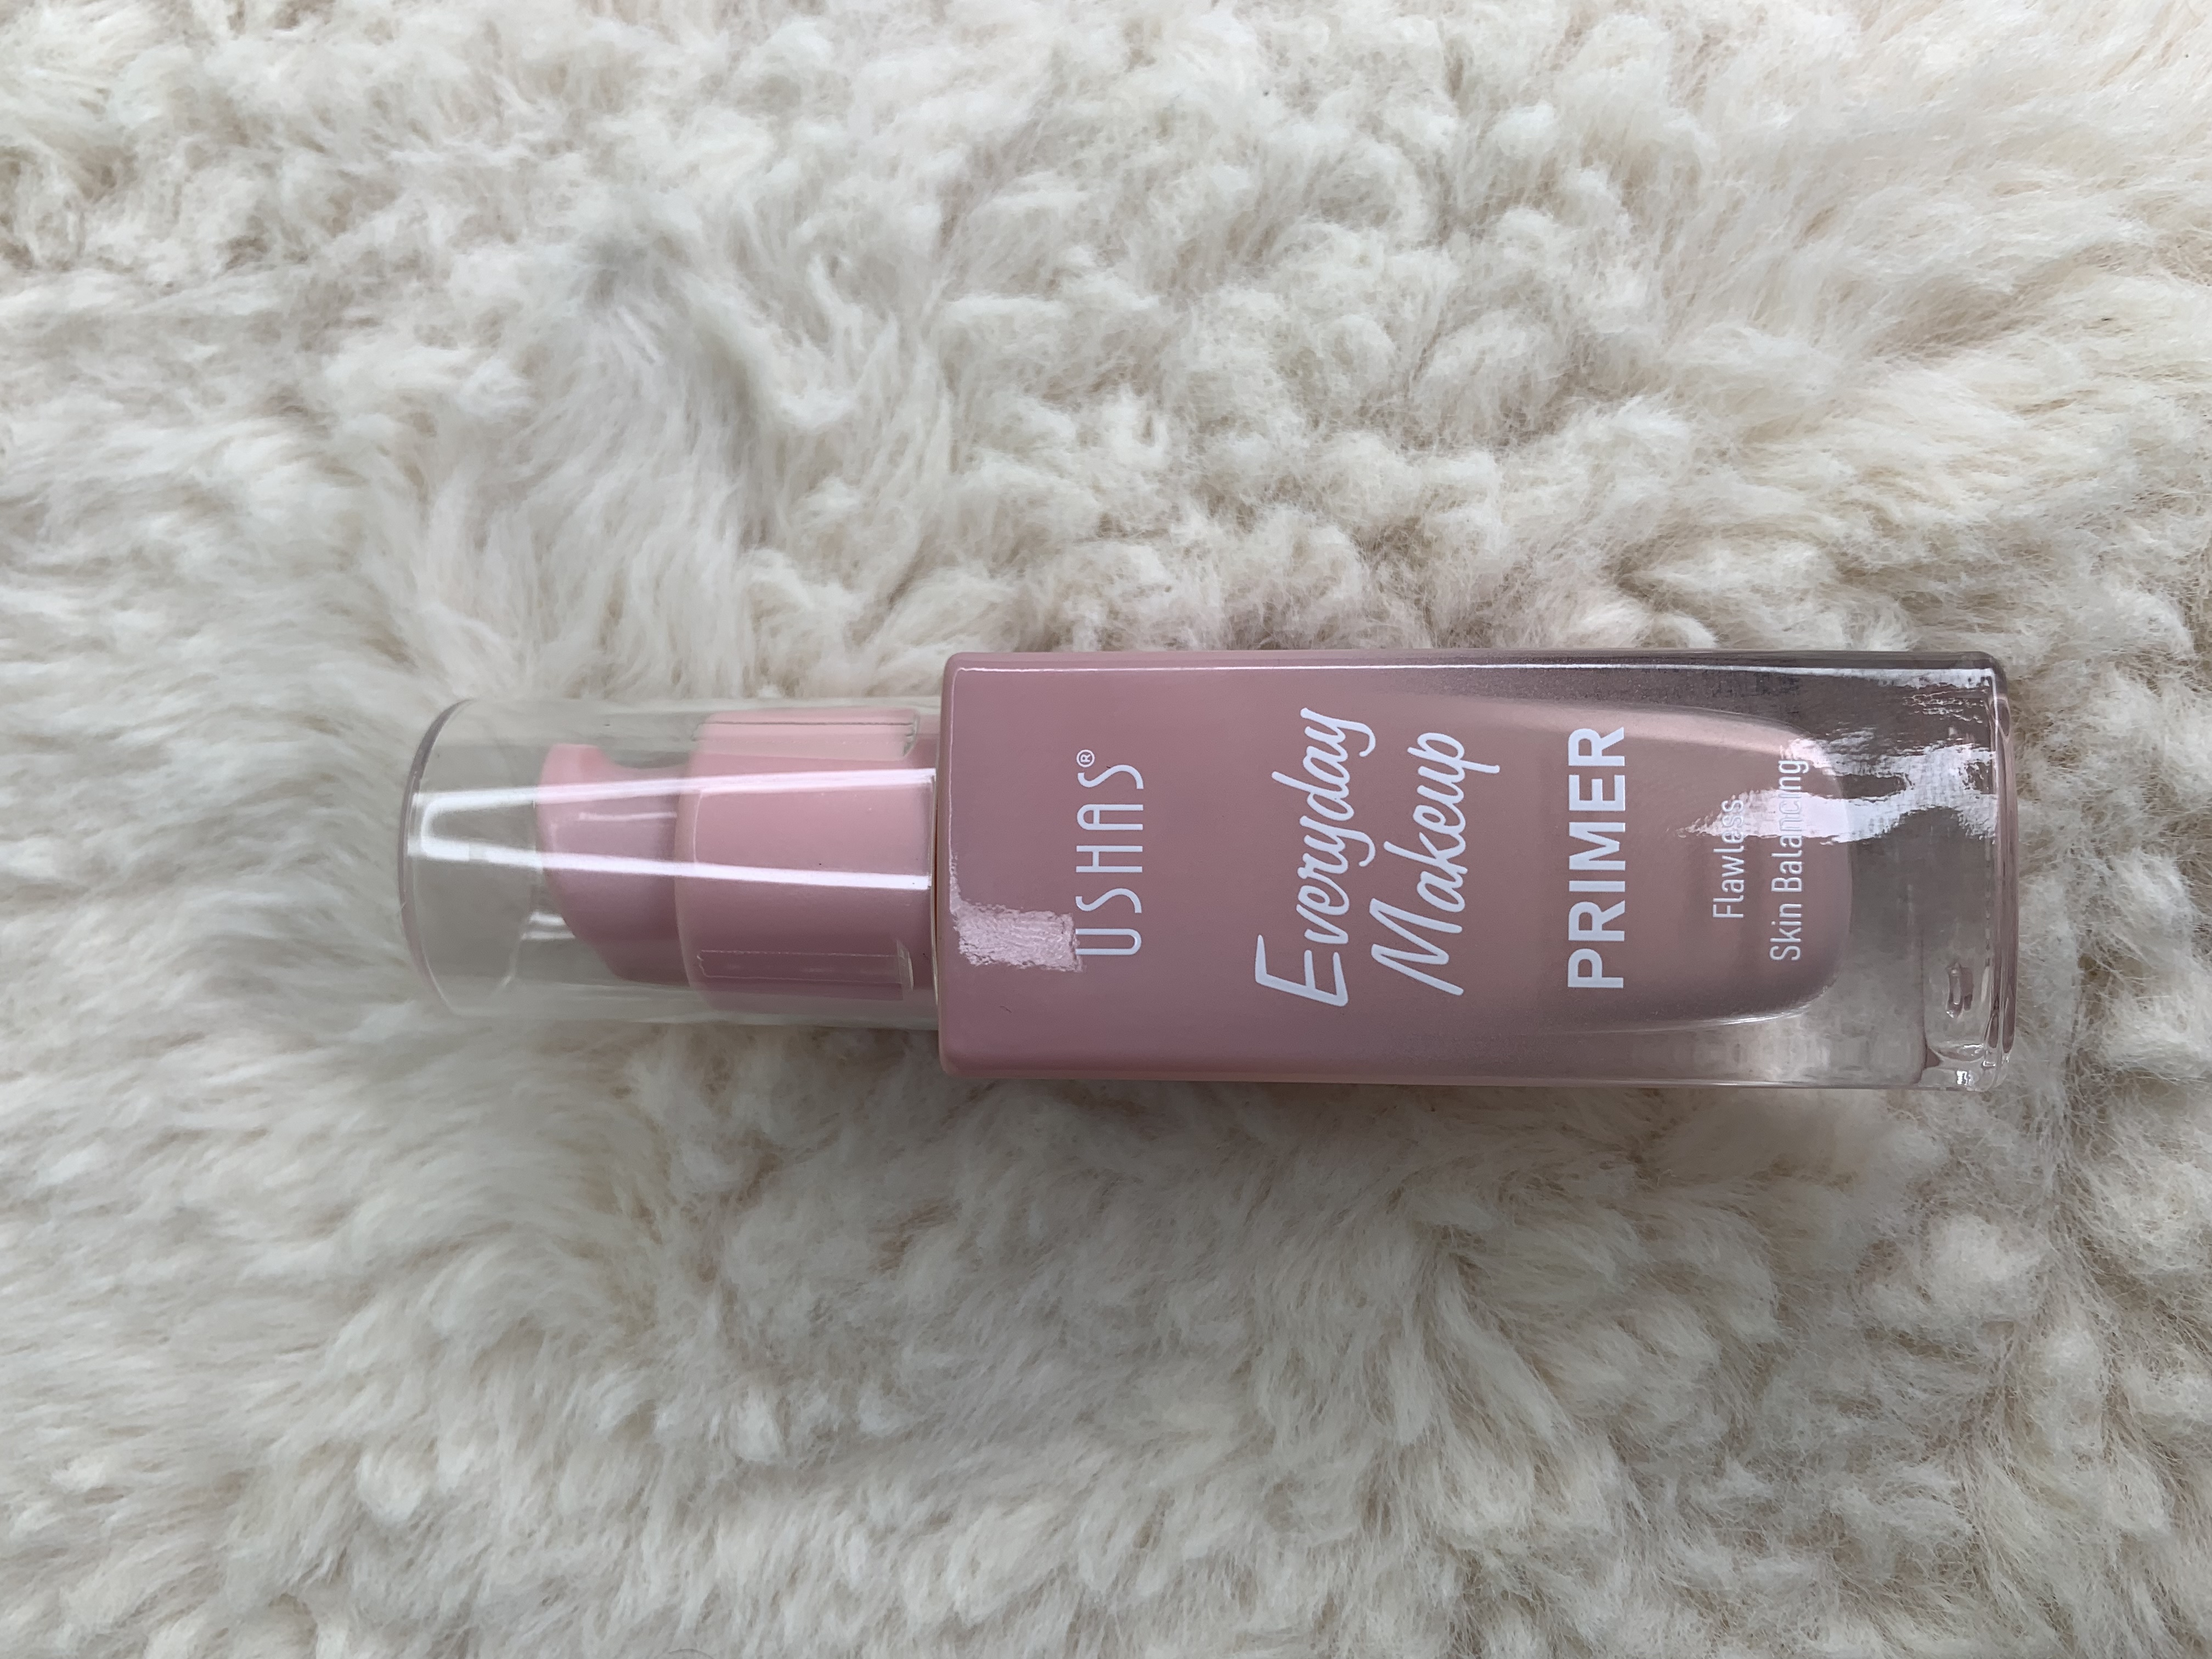 USHAS®
Everyday
Makeup
PRIMER
Flawless
Skin Balancing